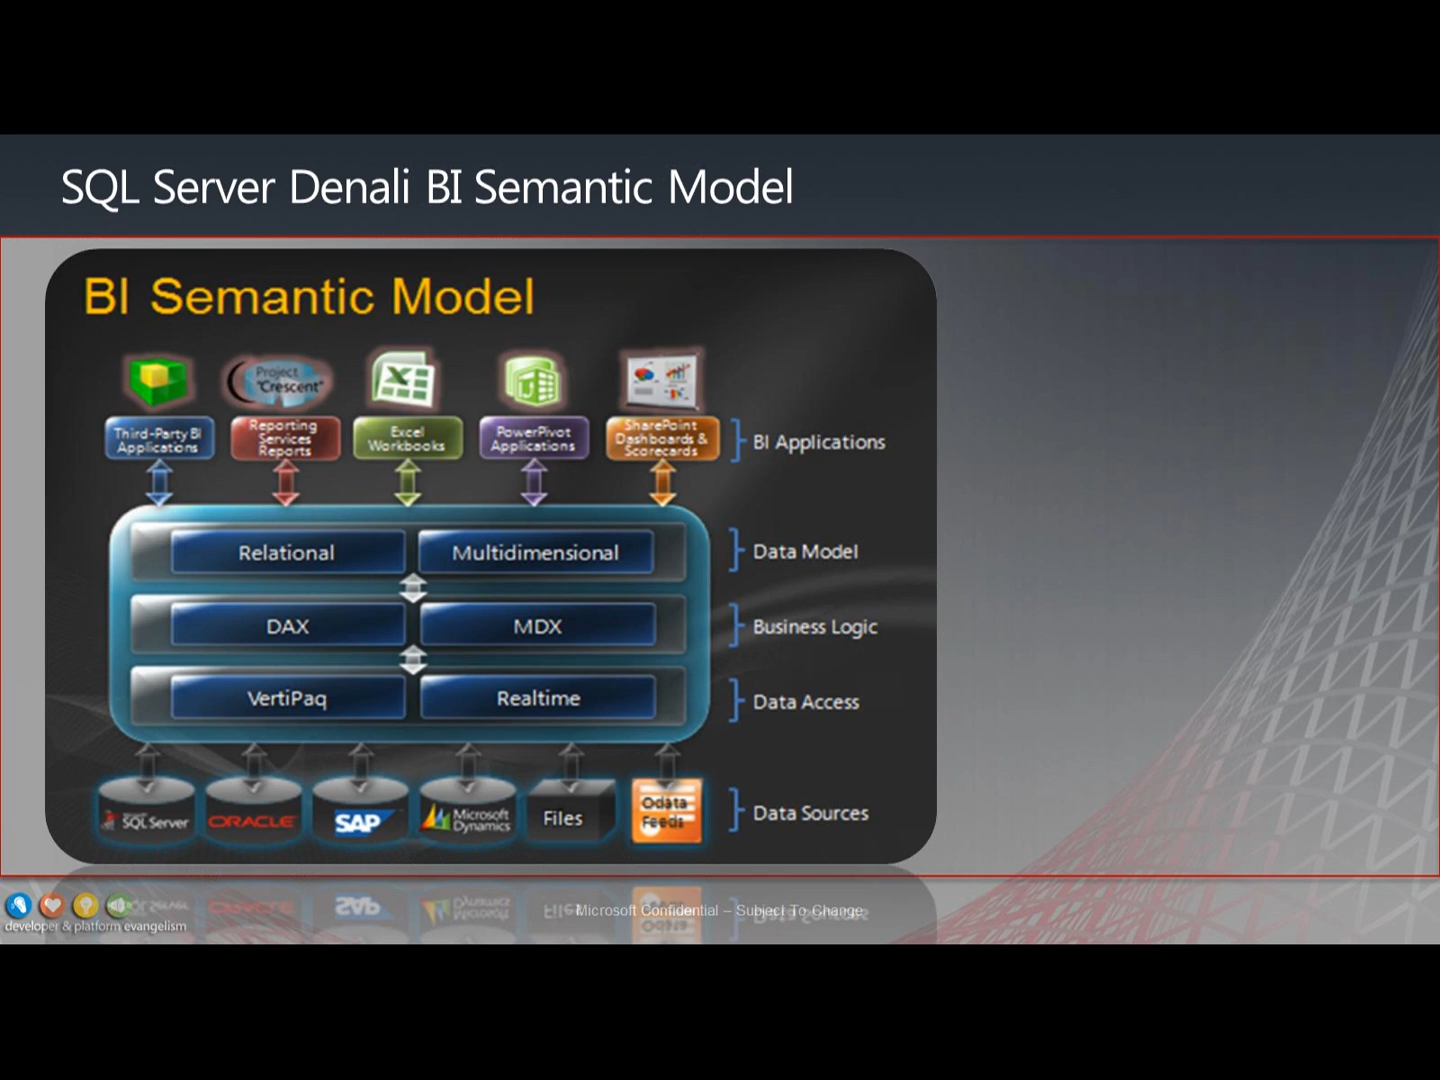 SQL Server Denali BI Semantic Model
BI Semantic Model
Project
"Crescent"
Third-Party BI
Applications
Reporting
Services
Reports
Excel
Workbooks
PowerPivot
Applications
SharePoint
Dashboards &
Scorecards
BI Applications
Relational
Multidimensional
Data Model
DAX
MDX
Business Logic
VertiPaq
Realtime
Data Access
SQL Server
ORACLE
SAP
Microsoft
Dynamics
Files
Odata
Feeds
Data Sources
Microsoft Confidential – Subject To Change
developer & platform evangelism